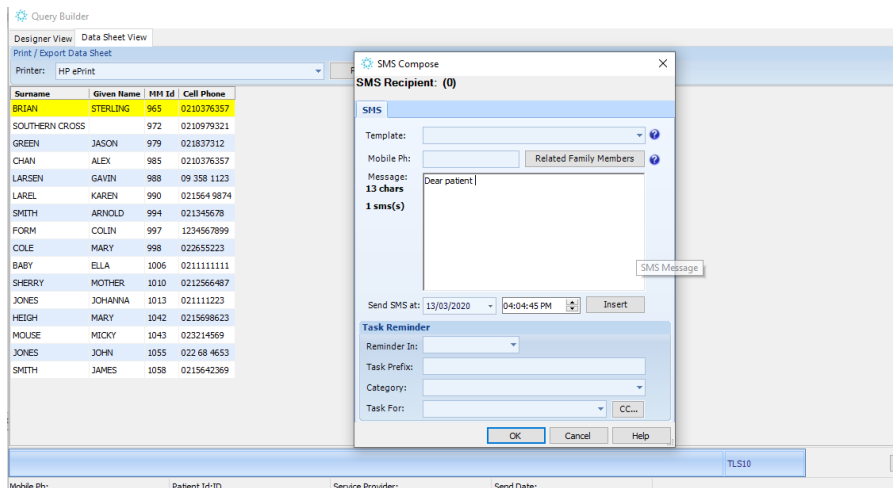 Query Builder
Designer View Data Sheet View
Print / Export Data Sheet
Printer: HP ePrint
Surname Given Name MM Id Cell Phone
BRIAN STERLING 965 0210376357
SOUTHERN CROSS 972 0210979321
GREEN JASON 979 021837312
CHAN ALEX 985 0210376357
LARSEN GAVIN 988 09 358 1123
LAREL KAREN 990 021564 9874
SMITH ARNOLD 994 021345678
FORM COLIN 997 1234567899
COLE MARY 998 022655223
BABY ELLA 1006 0211111111
SHERRY MOTHER 1010 0212566487
JONES JOHANNA 1013 021111223
HEIGH MARY 1042 0215698623
MOUSE MICKY 1043 023214569
JONES JOHN 1055 022 68 4653
SMITH JAMES 1058 0215642369
SMS Compose
SMS Recipient: (0)
SMS
Template:
Mobile Ph: Related Family Members
Message: Dear patient
13 chars
1 sms(s)
SMS Message
Send SMS at: 13/03/2020 04:04:45 PM Insert
Task Reminder
Reminder In:
Task Prefix:
Category:
Task For: CC...
OK Cancel Help
TLS10
Mobile Ph: Patient Id:ID Service Provider: Send Date: